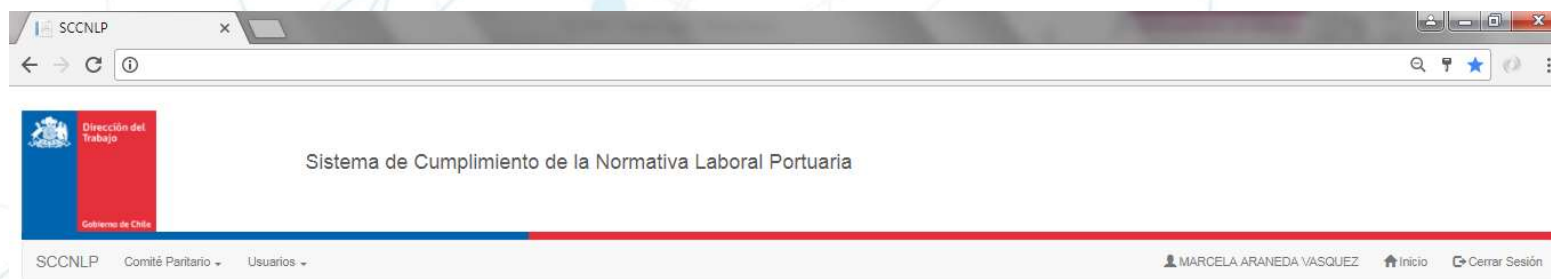 SCCNLP
Dirección del
Trabajo
Gobierno de Chile
Sistema de Cumplimiento de la Normativa Laboral Portuaria
SCCNLP Comité Paritario Usuarios MARCELA ARANEDA VASQUEZ Inicio Cerrar Sesión